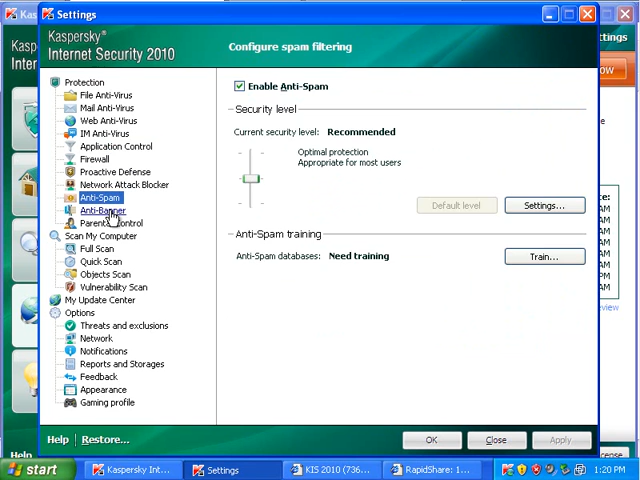 Settings
Kaspersky
Internet Security 2010
Configure spam filtering
Protection
File Anti-Virus
Mail Anti-Virus
Web Anti-Virus
IM Anti-Virus
Application Control
Firewall
Proactive Defense
Network Attack Blocker
Anti-Spam
Anti-Banner
Scan My Computer
Full Scan
Quick Scan
Objects Scan
Vulnerability Scan
My Update Center
Options
Threats and exclusions
Network
Notifications
Reports and Storages
Feedback
Appearance
Gaming profile
Enable Anti-Spam
Security level
Current security level: Recommended
Optimal protection
Appropriate for most users
Default level
Settings...
Anti-Spam training
Anti-Spam databases: Need training
Train...
Help
Restore...
OK
Close
Apply
Help
start
Kaspersky Int...
Settings
KIS 2010 (736...
RapidShare: 1...
1:20 PM